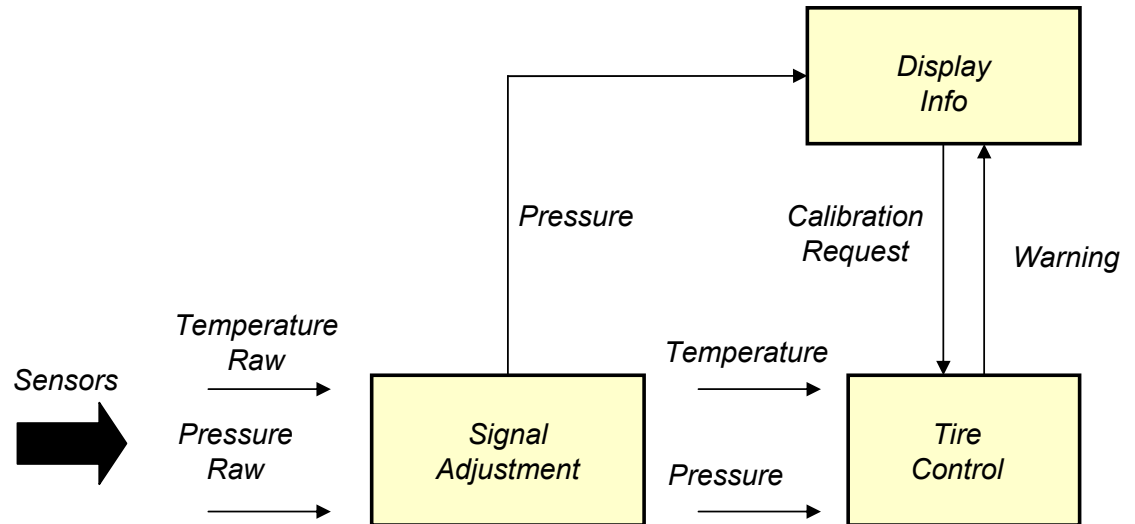 Display
Info
Pressure
Calibration
Request
Warning
Temperature
Raw
Temperature
Sensors
Pressure
Raw
Signal
Adjustment
Pressure
Tire
Control